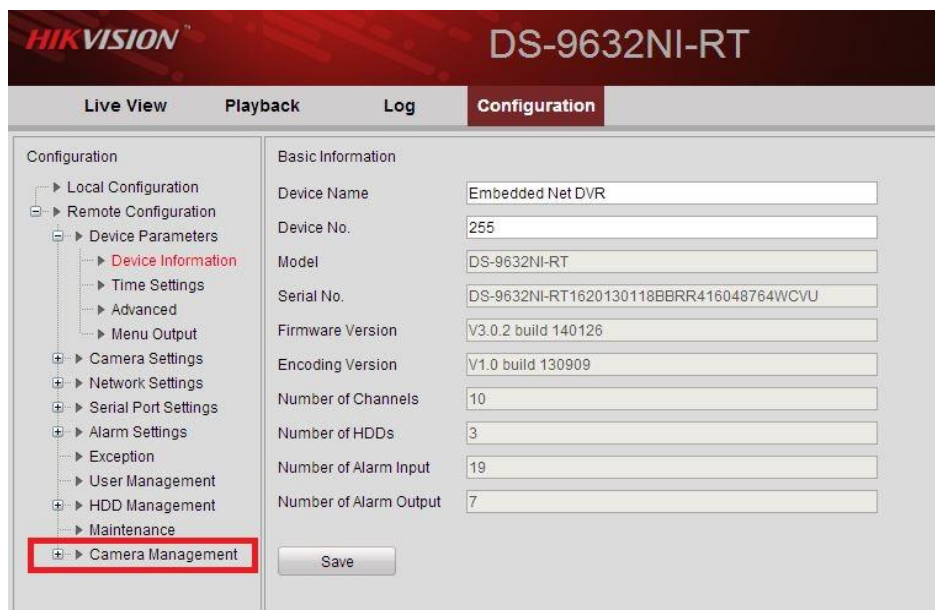 HIKVISION
DS-9632NI-RT
Live View Playback Log Configuration
Configuration
Local Configuration
Remote Configuration
Device Parameters
Device Information
Time Settings
Advanced
Menu Output
Camera Settings
Network Settings
Serial Port Settings
Alarm Settings
Exception
User Management
HDD Management
Maintenance
Camera Management
Basic Information
Device Name Embedded Net DVR
Device No. 255
Model DS-9632NI-RT
Serial No. DS-9632NI-RT1620130118BBRR416048764WCVU
Firmware Version V3.0.2 build 140126
Encoding Version V1.0 build 130909
Number of Channels 10
Number of HDDs 3
Number of Alarm Input 19
Number of Alarm Output 7
Save